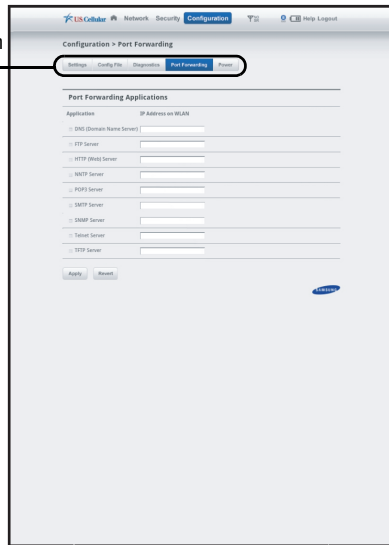 US Cellular Network Security Configuration Help Logout
Configuration > Port Forwarding
Settings Config File Diagnostics Port Forwarding Power
Port Forwarding Applications
Application IP Address on WLAN
DNS (Domain Name Server)
FTP Server
HTTP (Web) Server
NNTP Server
POP3 Server
SMTP Server
SNMP Server
Telnet Server
TFTP Server
Apply Revert
SAMSUNG